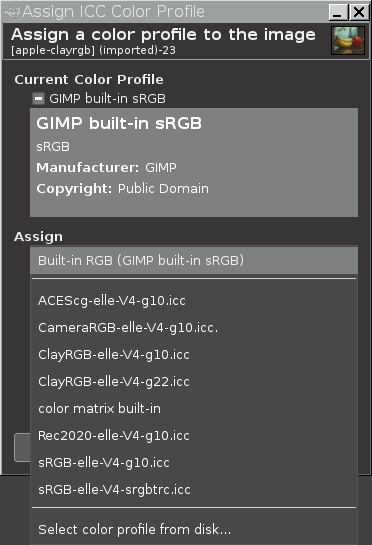 Assign ICC Color Profile
Assign a color profile to the image
[apple-clayrgb] (imported)-23
Current Color Profile
GIMP built-in sRGB
GIMP built-in sRGB
sRGB
Manufacturer: GIMP
Copyright: Public Domain
Assign
Built-in RGB (GIMP built-in sRGB)
ACEScg-elle-V4-g10.icc
CameraRGB-elle-V4-g10.icc.
ClayRGB-elle-V4-g10.icc
ClayRGB-elle-V4-g22.icc
color matrix built-in
Rec2020-elle-V4-g10.icc
sRGB-elle-V4-g10.icc
sRGB-elle-V4-srgbtrc.icc
Select color profile from disk...